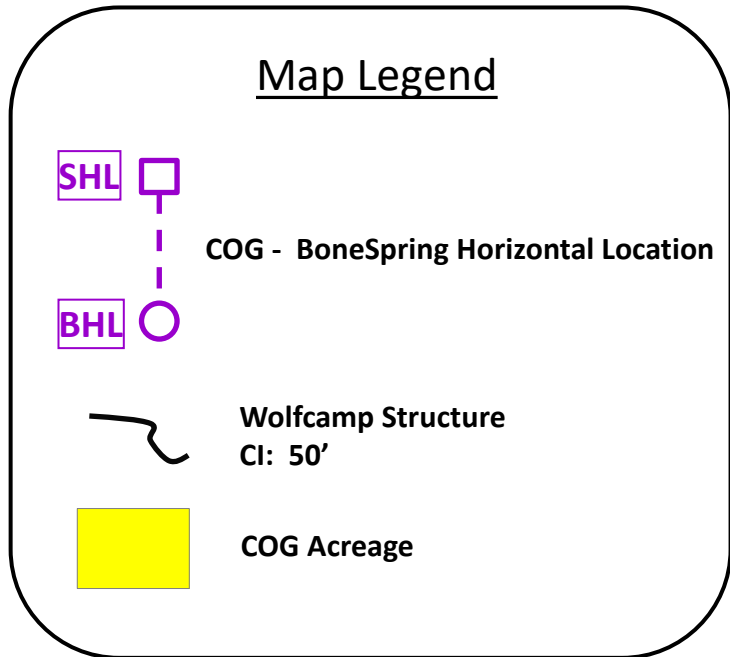 Map Legend
SHL
COG - BoneSpring Horizontal Location
BHL
Wolfcamp Structure
CI: 50’
COG Acreage